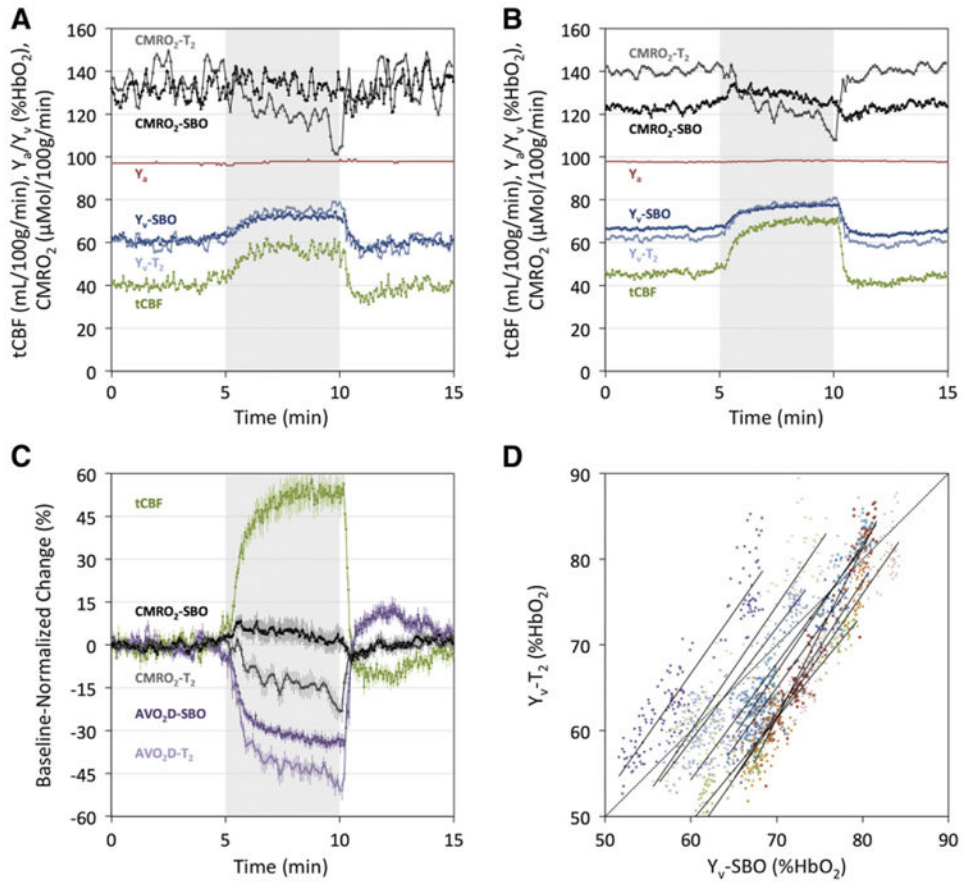 A
tCBF (mL/100g/min), Yₐ/Yᵥ (%HbO₂),
CMRO₂ (µMol/100g/min)
160
140
120
100
80
60
40
20
0
CMRO₂-T₂
CMRO₂-SBO
Yₐ
Yᵥ-SBO
Yᵥ-T₂
tCBF
0 5 10 15
Time (min)
B
tCBF (mL/100g/min), Yₐ/Yᵥ (%HbO₂),
CMRO₂ (µMol/100g/min)
160
140
120
100
80
60
40
20
0
CMRO₂-T₂
CMRO₂-SBO
Yₐ
Yᵥ-SBO
Yᵥ-T₂
tCBF
0 5 10 15
Time (min)
C
Baseline-Normalized Change (%)
60
45
30
15
0
-15
-30
-45
-60
tCBF
CMRO₂-SBO
CMRO₂-T₂
AVO₂D-SBO
AVO₂D-T₂
0 5 10 15
Time (min)
D
Yᵥ-T₂ (%HbO₂)
90
80
70
60
50
50 60 70 80 90
Yᵥ-SBO (%HbO₂)